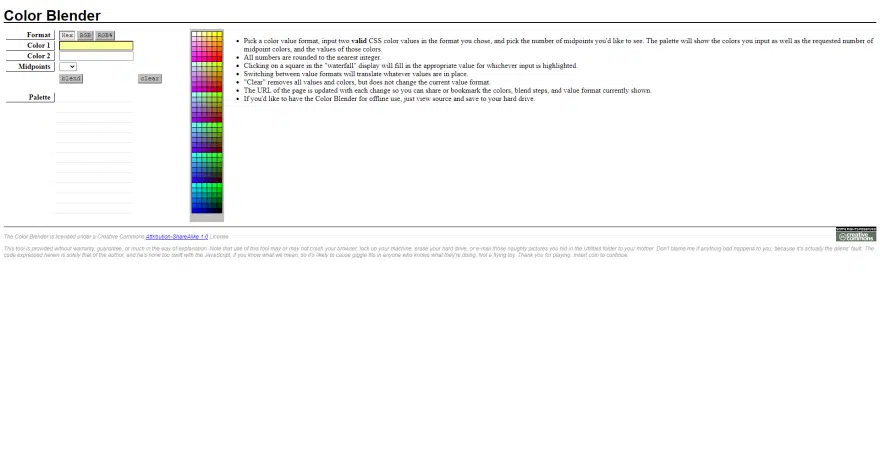 Color Blender
Format Hex RGB RGB%
Color 1
Color 2
Midpoints
blend clear
Palette
Pick a color value format, input two valid CSS color values in the format you chose, and pick the number of midpoints you'd like to see. The palette will show the colors you input as well as the requested number of
midpoint colors, and the values of those colors.
All numbers are rounded to the nearest integer.
Clicking on a square in the "waterfall" display will fill in the appropriate value for whichever input is highlighted.
Switching between value formats will translate whatever values are in place.
"Clear" removes all values and colors, but does not change the current value format.
The URL of the page is updated with each change so you can share or bookmark the colors, blend steps, and value format currently shown.
If you'd like to have the Color Blender for offline use, just view source and save to your hard drive.
The Color Blender is licensed under a Creative Commons Attribution-ShareAlike 1.0 License.
SOME RIGHTS RESERVED
creative commons
This tool is provided without warranty, guarantee, or much in the way of explanation. Note that use of this tool may or may not crash your browser, lock up your machine, erase your hard drive, or e-mail those naughty pictures you hid in the Utilities folder to your mother. Don't blame me if anything bad happens to you, because it's actually the aliens' fault. The
code expressed herein is solely that of the author, and he's none too swift with the JavaScript, if you know what we mean, so it's likely to cause giggle fits in anyone who knows what they're doing. Not a flying toy. Thank you for playing. Insert coin to continue.